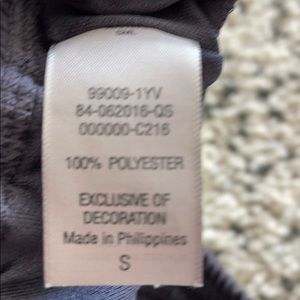 99009-1YV
84-062016-QS
000000-C216
100% POLYESTER
EXCLUSIVE OF
DECORATION
Made in Philippines
S